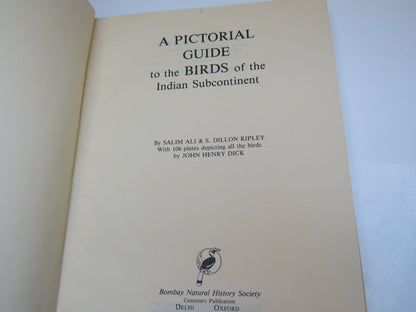 A PICTORIAL
GUIDE
to the BIRDS of the
Indian Subcontinent
By SALIM ALI & S. DILLON RIPLEY
With 106 plates depicting all the birds
by JOHN HENRY DICK
Bombay Natural History Society
Centenary Publication
DELHI OXFORD